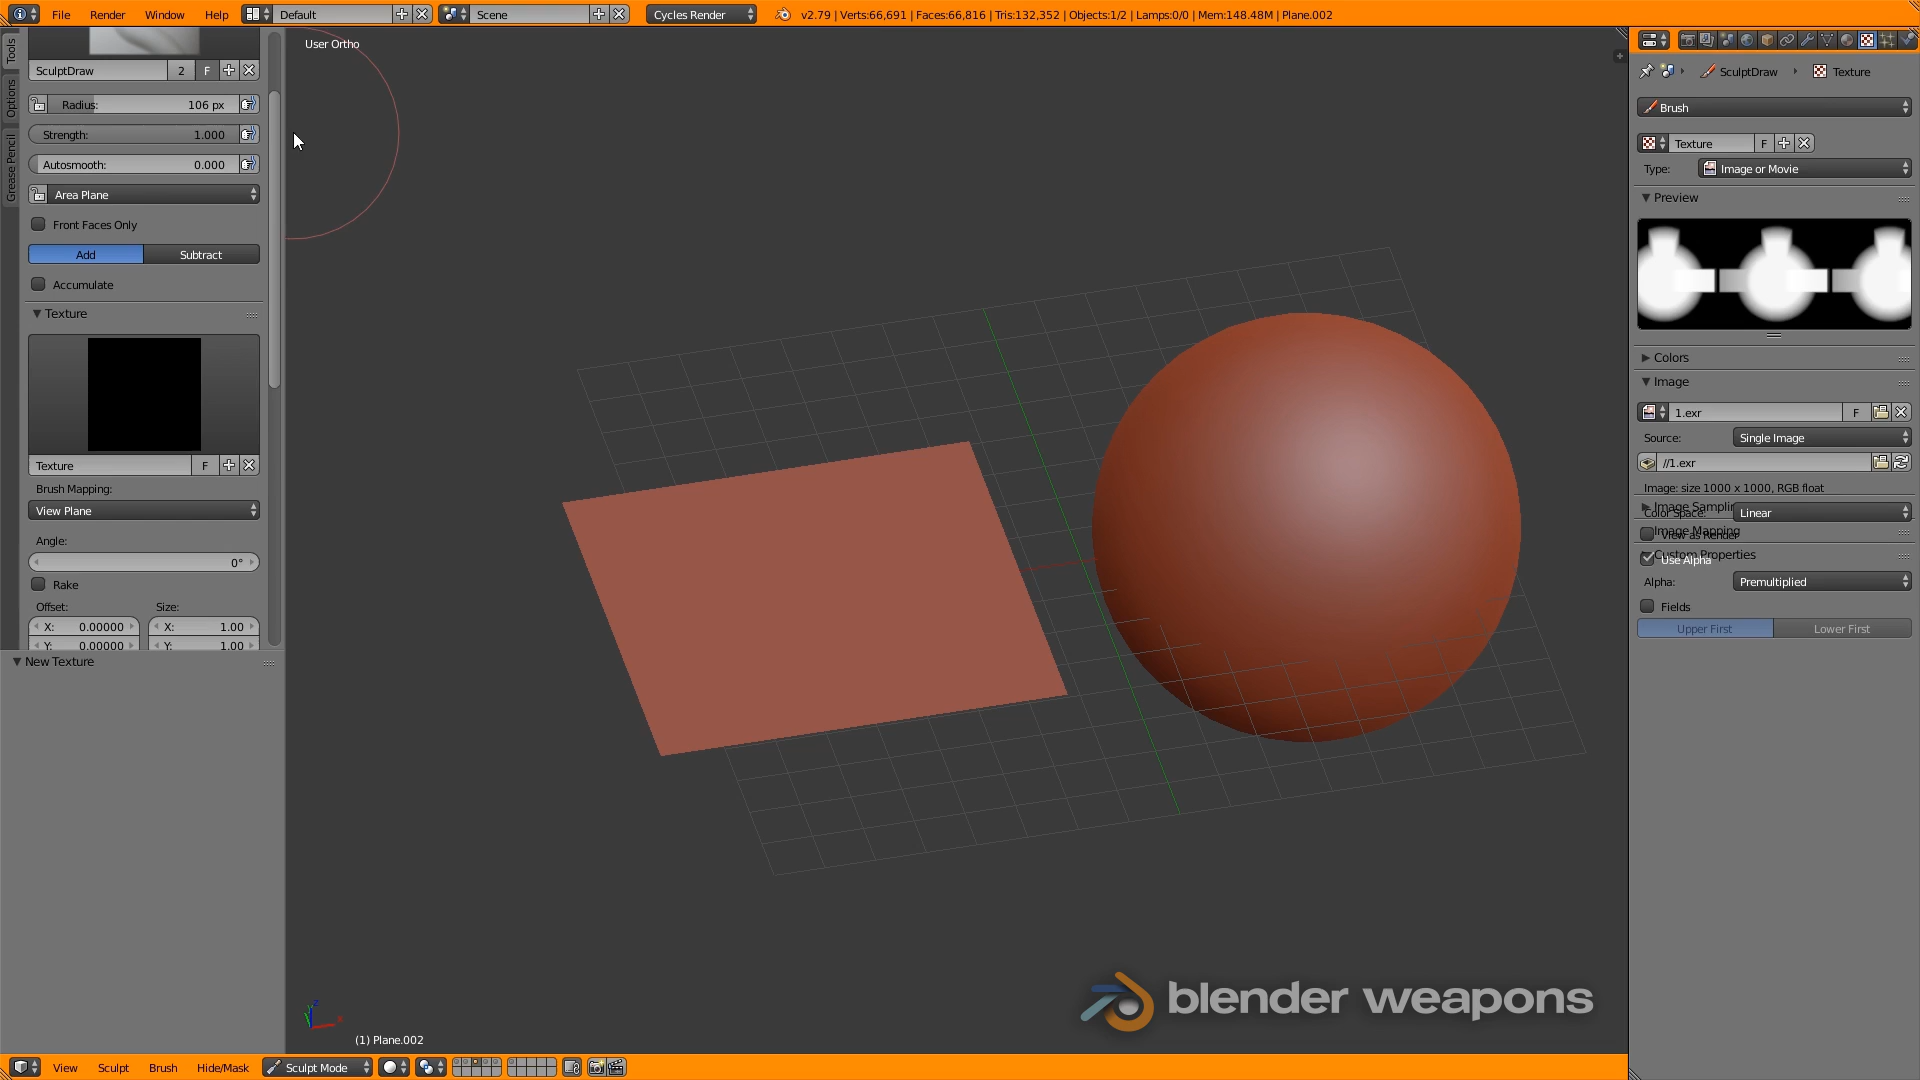 File Render Window Help Default Scene Cycles Render v2.79 | Verts:66,691 | Faces:66,816 | Tris:132,352 | Objects:1/2 | Lamps:0/0 | Mem:148.48M | Plane.002
Tools
Options
Grease Pencil
SculptDraw 2 F
Radius: 106 px
Strength: 1.000
Autosmooth: 0.000
Area Plane
Front Faces Only
Add Subtract
Accumulate
Texture
Texture F
Brush Mapping:
View Plane
Angle:
0°
Rake
Offset: Size:
X: 0.00000 X: 1.00
Y: 0.00000 Y: 1.00
New Texture
User Ortho
(1) Plane.002
blender weapons
SculptDraw Texture
Brush
Texture F
Type: Image or Movie
Preview
Colors
Image
1.exr F
Source: Single Image
//1.exr
Image: size 1000 x 1000, RGB float
Image Sampling
Color Space: Linear
Image Mapping
View as Render
Custom Properties
Use Alpha
Alpha: Premultiplied
Fields
Upper First Lower First
View Sculpt Brush Hide/Mask Sculpt Mode